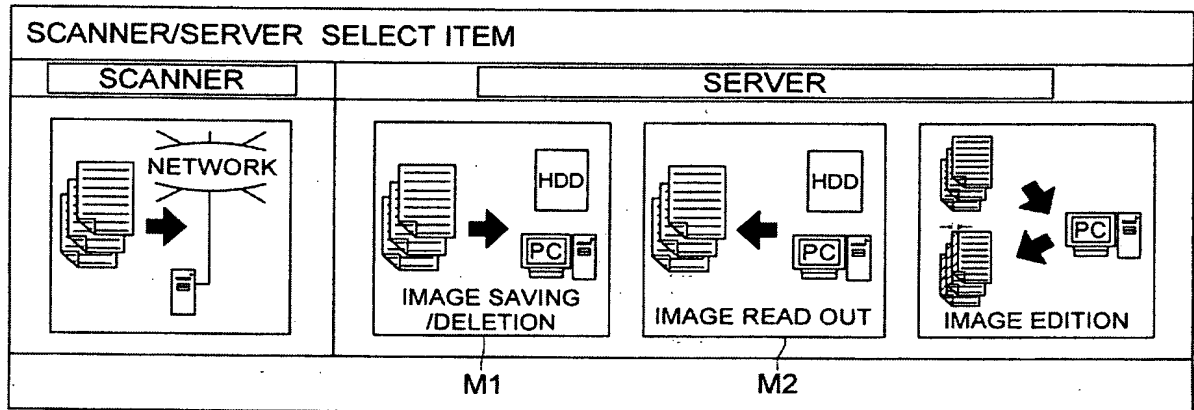 SCANNER/SERVER SELECT ITEM
SCANNER
SERVER
NETWORK
HDD
PC
IMAGE SAVING
/DELETION
HDD
PC
IMAGE READ OUT
PC
IMAGE EDITION
M1
M2